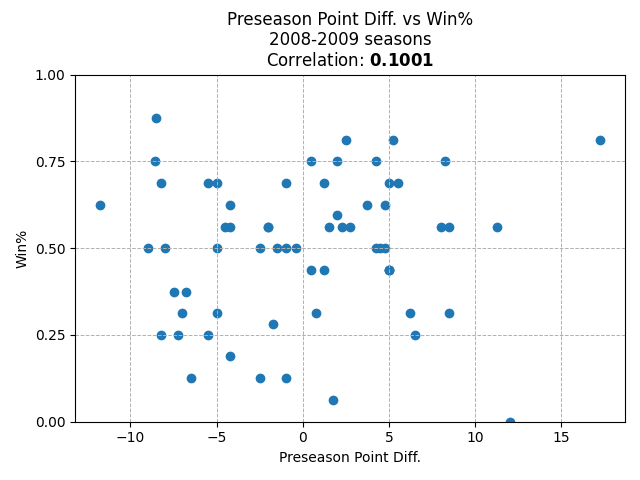 Preseason Point Diff. vs Win%
2008-2009 seasons
Correlation: 0.1001
1.00
0.75
0.50
0.25
0.00
Win%
−10
−5
0
5
10
15
Preseason Point Diff.